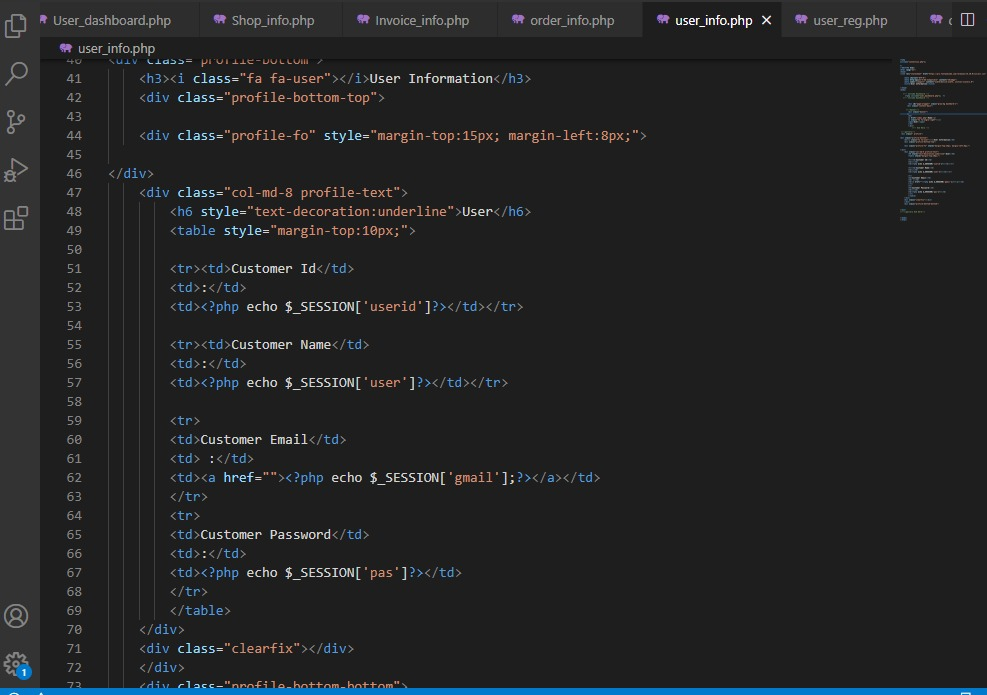 User_dashboard.php Shop_info.php Invoice_info.php order_info.php user_info.php × user_reg.php
user_info.php
40 <div class="profile-bottom">
41 <h3><i class="fa fa-user"></i>User Information</h3>
42 <div class="profile-bottom-top">
43
44 <div class="profile-fo" style="margin-top:15px; margin-left:8px;">
45
46 </div>
47 <div class="col-md-8 profile-text">
48 <h6 style="text-decoration:underline">User</h6>
49 <table style="margin-top:10px;">
50
51 <tr><td>Customer Id</td>
52 <td>:</td>
53 <td><?php echo $_SESSION['userid']?></td></tr>
54
55 <tr><td>Customer Name</td>
56 <td>:</td>
57 <td><?php echo $_SESSION['user']?></td></tr>
58
59 <tr>
60 <td>Customer Email</td>
61 <td> :</td>
62 <td><a href=""><?php echo $_SESSION['gmail'];?></a></td>
63 </tr>
64 <tr>
65 <td>Customer Password</td>
66 <td>:</td>
67 <td><?php echo $_SESSION['pas']?></td>
68 </tr>
69 </table>
70 </div>
71 <div class="clearfix"></div>
72 </div>
73 <div class="profile-bottom-bottom">
1